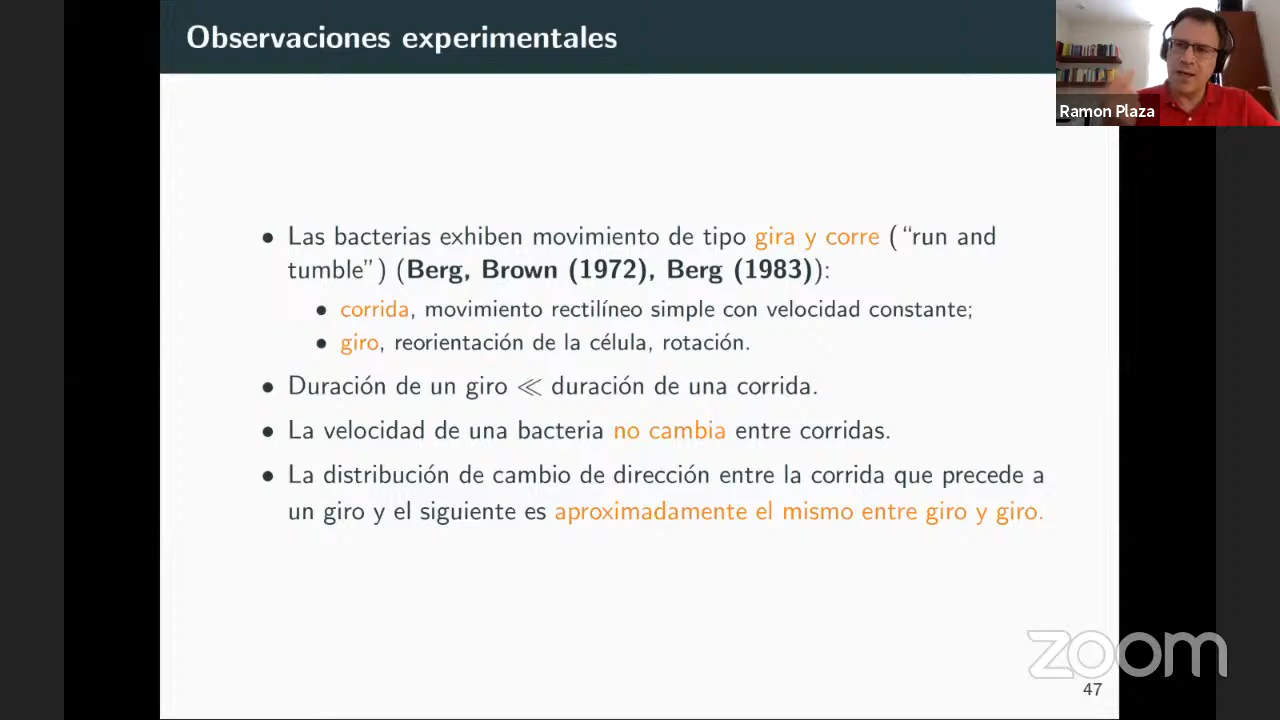 Observaciones experimentales
Ramon Plaza
• Las bacterias exhiben movimiento de tipo gira y corre (“run and
tumble”) (Berg, Brown (1972), Berg (1983)):
• corrida, movimiento rectilíneo simple con velocidad constante;
• giro, reorientación de la célula, rotación.
• Duración de un giro ≪ duración de una corrida.
• La velocidad de una bacteria no cambia entre corridas.
• La distribución de cambio de dirección entre la corrida que precede a
un giro y el siguiente es aproximadamente el mismo entre giro y giro.
zoom
47